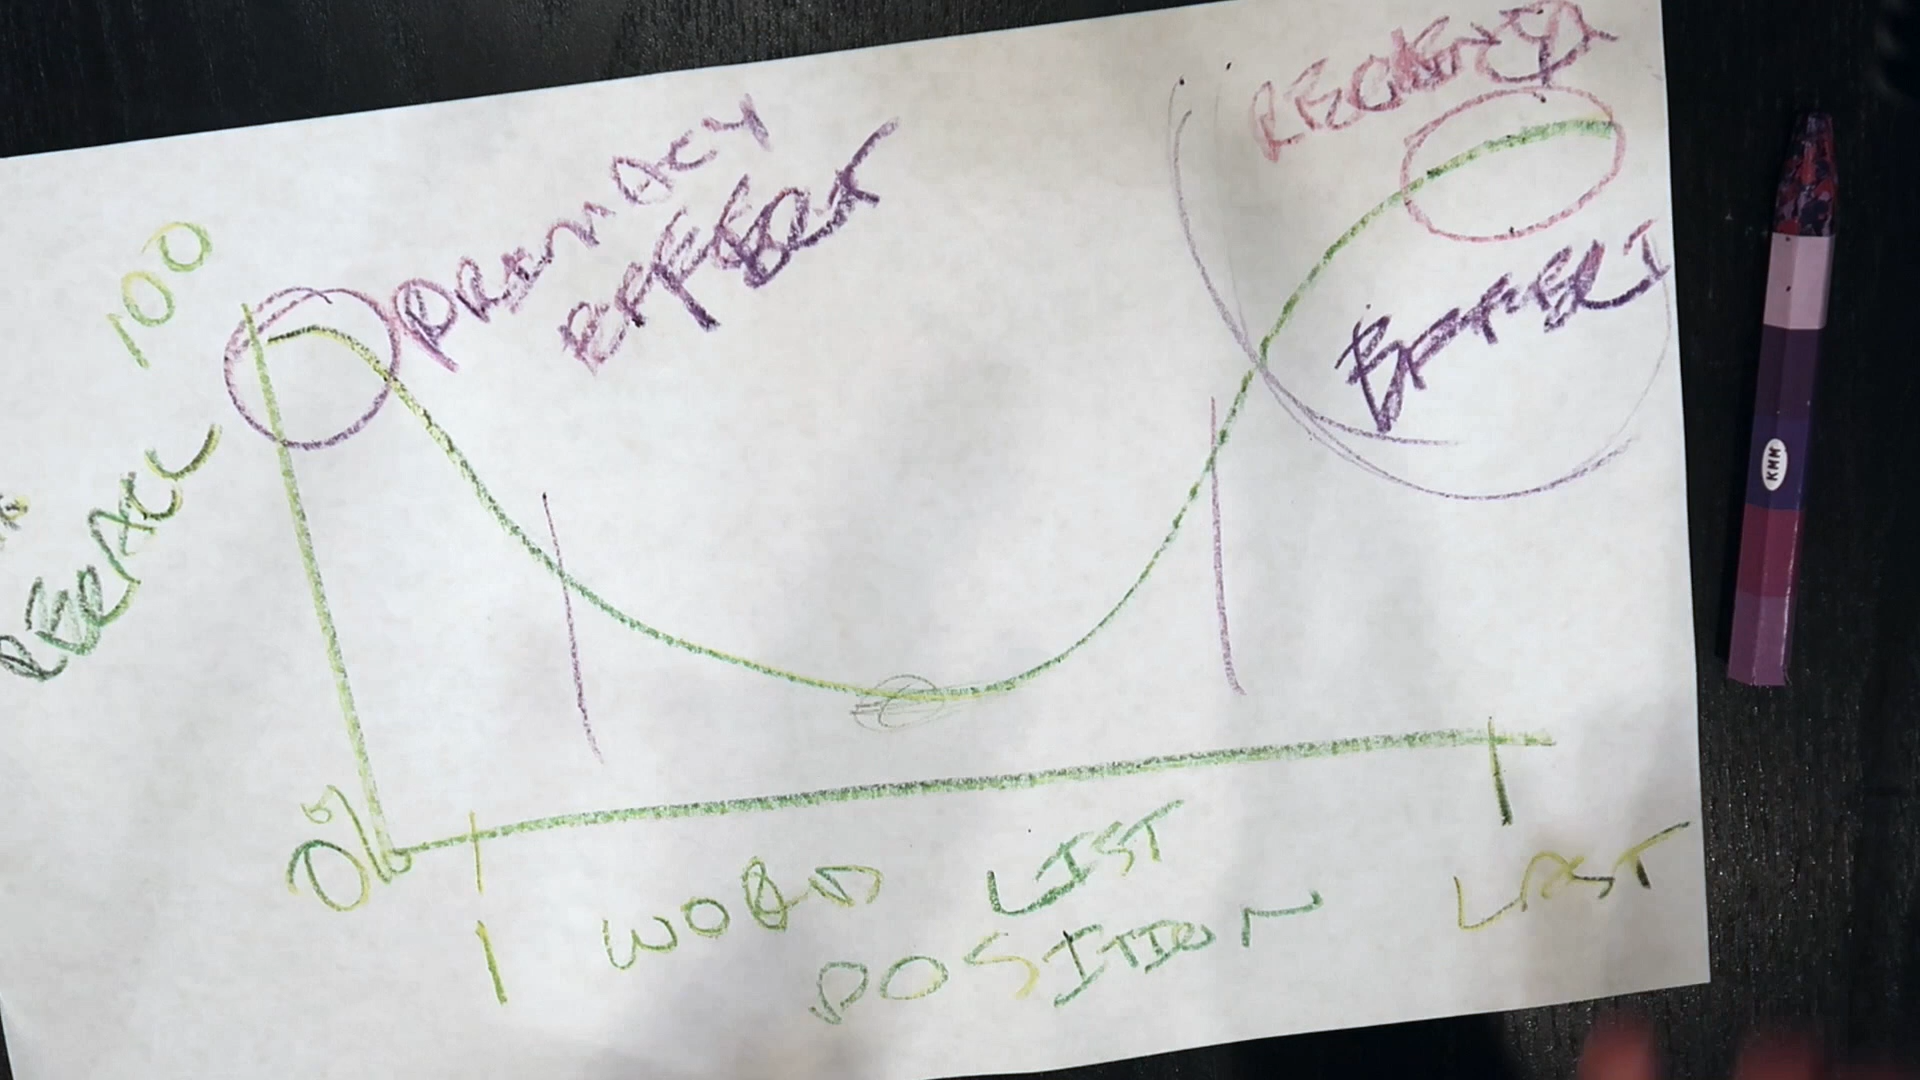 PRIMACY
EFFECT
RECENCY
EFFECT
100
RECALL
0%
1
WORD LIST
POSITION
LAST
KMM